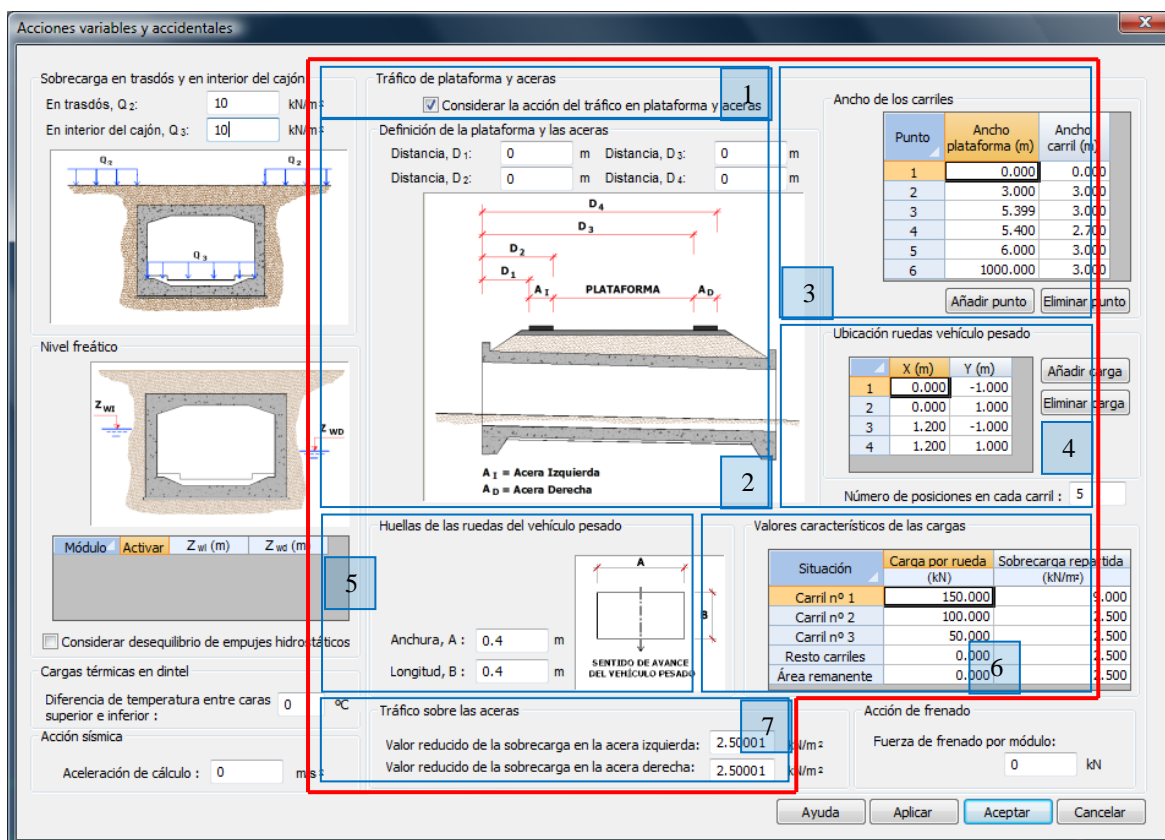 Acciones variables y accidentales
Sobrecarga en trasdós y en interior del cajón
En trasdós, Q2: 10 kN/m²
En interior del cajón, Q3: 10 kN/m²
Q2 Q2
Q3
Nivel freático
ZWI
ZWD
Módulo Activar Zwi (m) Zwd (m)
Considerar desequilibrio de empujes hidrostáticos
Cargas térmicas en dintel
Diferencia de temperatura entre caras
superior e inferior : 0 ºC
Acción sísmica
Aceleración de cálculo : 0 m/s²
Tráfico de plataforma y aceras
1
Considerar la acción del tráfico en plataforma y aceras
Definición de la plataforma y las aceras
Distancia, D1: 0 m Distancia, D3: 0 m
Distancia, D2: 0 m Distancia, D4: 0 m
D4
D3
D2
D1
AI PLATAFORMA AD
AI = Acera Izquierda
AD = Acera Derecha
2
Ancho de los carriles
Punto Ancho plataforma (m) Ancho carril (m)
1 0.000 0.000
2 3.000 3.000
3 5.399 3.000
4 5.400 2.700
5 6.000 3.000
6 1000.000 3.000
3
Añadir punto Eliminar punto
Ubicación ruedas vehículo pesado
X (m) Y (m)
1 0.000 -1.000
2 0.000 1.000
3 1.200 -1.000
4 1.200 1.000
Añadir carga
Eliminar carga
4
Número de posiciones en cada carril : 5
Huellas de las ruedas del vehículo pesado
5
A
B
Anchura, A : 0.4 m
Longitud, B : 0.4 m
SENTIDO DE AVANCE
DEL VEHÍCULO PESADO
Valores característicos de las cargas
Situación Carga por rueda (kN) Sobrecarga repartida (kN/m²)
Carril nº 1 150.000 9.000
Carril nº 2 100.000 2.500
Carril nº 3 50.000 2.500
Resto carriles 0.000 2.500
Área remanente 0.000 2.500
6
Tráfico sobre las aceras
7
Valor reducido de la sobrecarga en la acera izquierda: 2.50001 kN/m²
Valor reducido de la sobrecarga en la acera derecha: 2.50001 kN/m²
Acción de frenado
Fuerza de frenado por módulo:
0 kN
Ayuda Aplicar Aceptar Cancelar